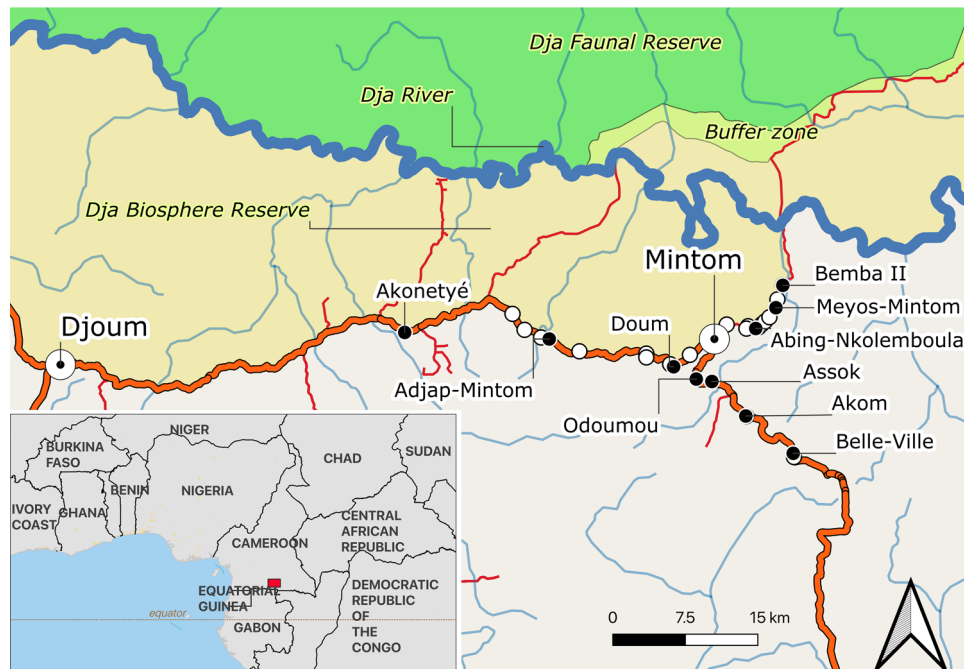 Dja Faunal Reserve
Dja River
Buffer zone
Dja Biosphere Reserve
Mintom
Bemba II
Akonetyé
Meyos-Mintom
Djoum
Doum
Abing-Nkolemboula
Adjap-Mintom
Assok
Odoumou
Akom
Belle-Ville
NIGER
BURKINA
FASO
CHAD
SUDAN
BENIN
NIGERIA
IVORY
COAST
GHANA
CENTRAL
AFRICAN
REPUBLIC
CAMEROON
EQUATORIAL
GUINEA
DEMOCRATIC
REPUBLIC
OF
THE
CONGO
equator
GABON
0 7.5 15 km